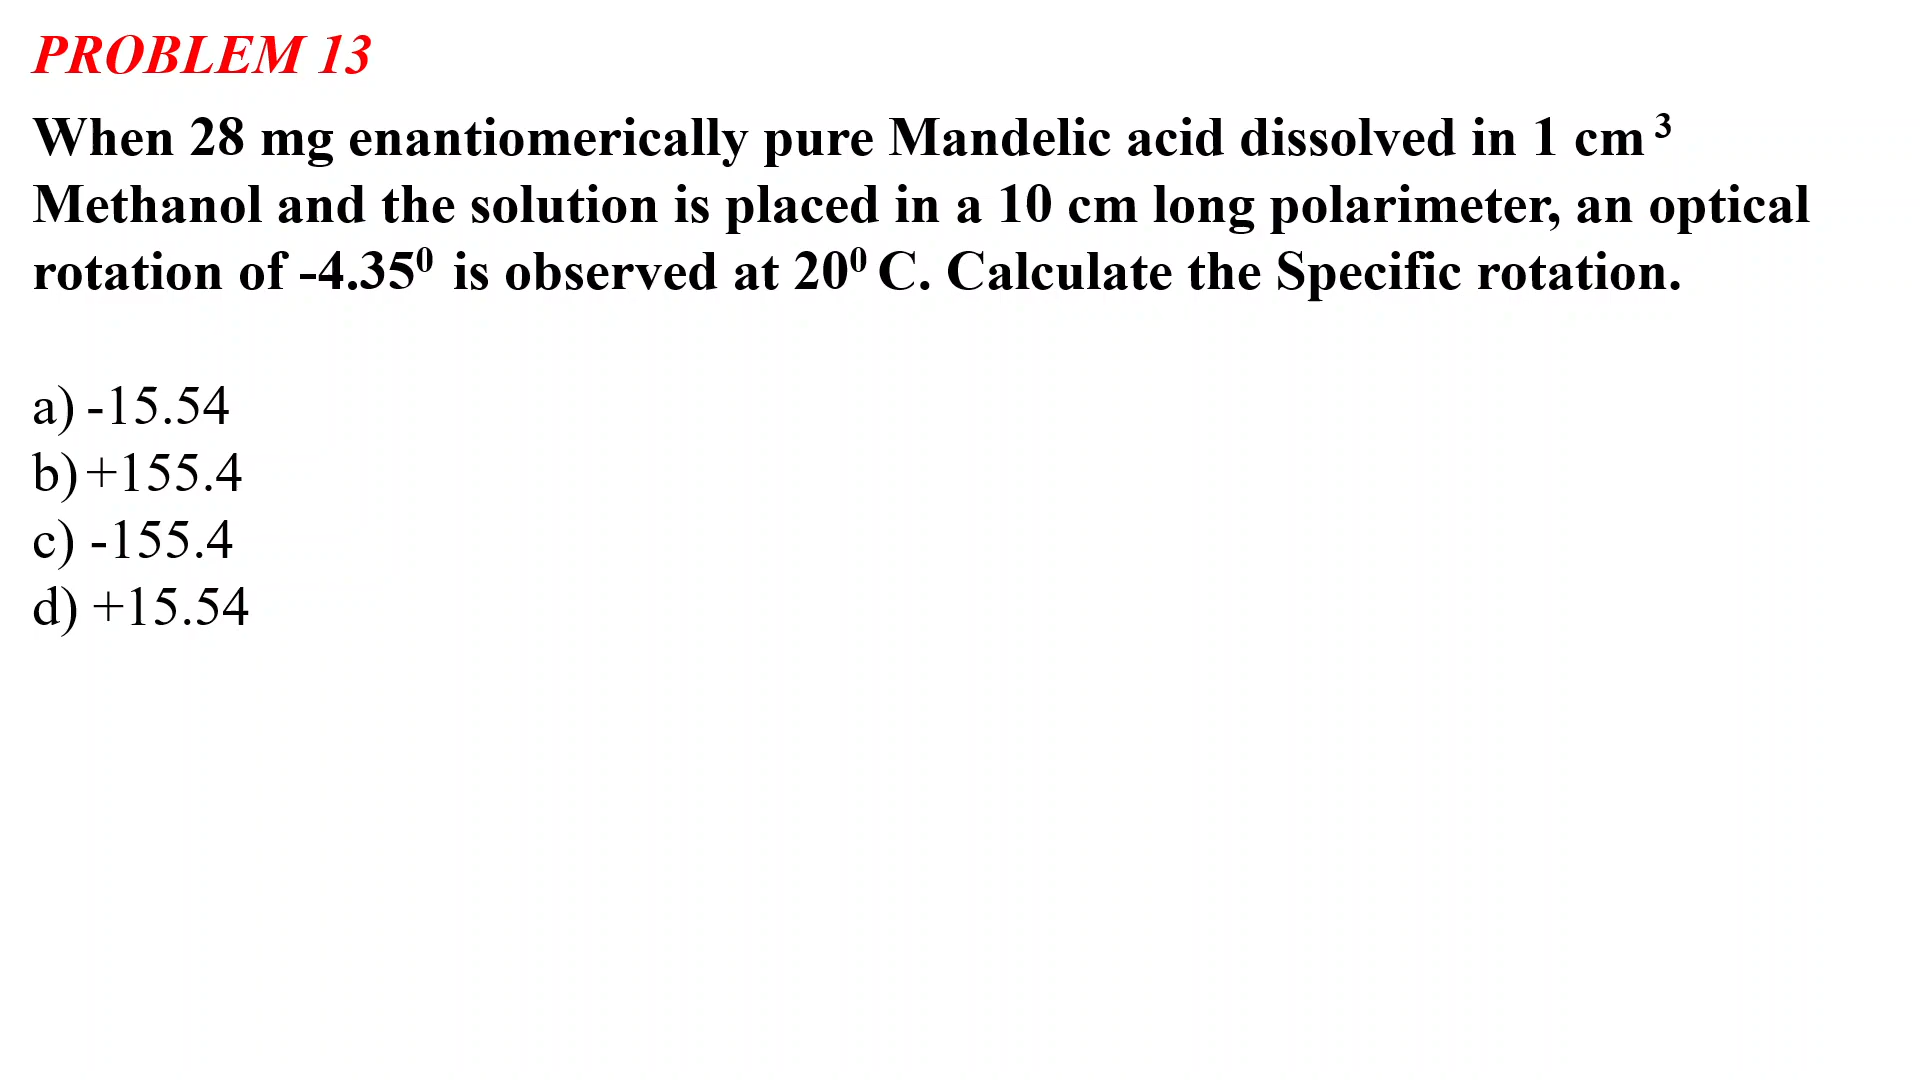 PROBLEM 13
When 28 mg enantiomerically pure Mandelic acid dissolved in 1 cm ³
Methanol and the solution is placed in a 10 cm long polarimeter, an optical
rotation of -4.35⁰ is observed at 20⁰ C. Calculate the Specific rotation.
a) -15.54
b) +155.4
c) -155.4
d) +15.54